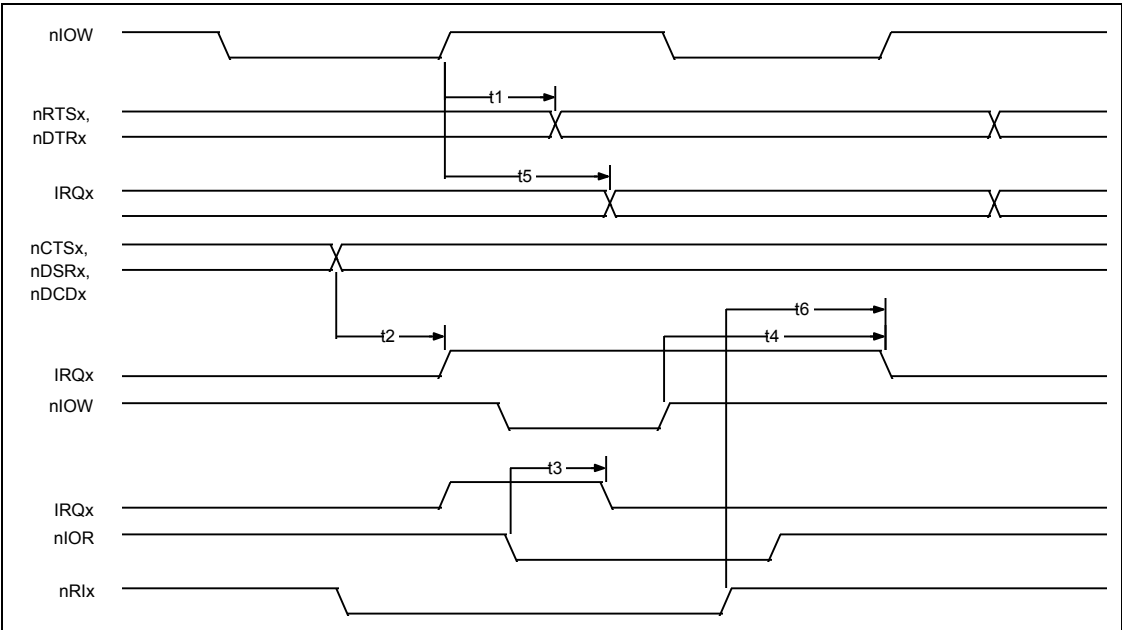 nIOW
t1
nRTSx,
nDTRx
t5
IRQx
nCTSx,
nDSRx,
nDCDx
t6
t2
t4
IRQx
nIOW
t3
IRQx
nIOR
nRIx